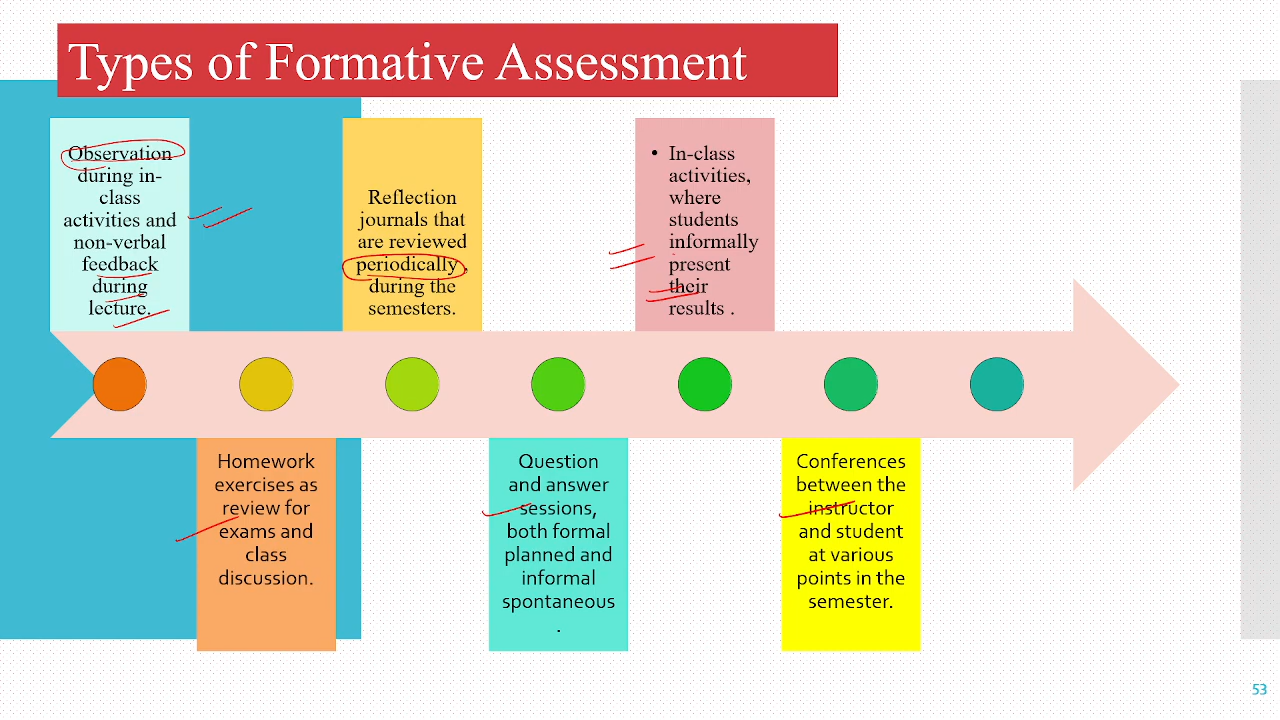 Types of Formative Assessment
Observation
during in-
class
activities and
non-verbal
feedback
during
lecture.
Homework
exercises as
review for
exams and
class
discussion.
Reflection
journals that
are reviewed
periodically
during the
semesters.
Question
and answer
sessions,
both formal
planned and
informal
spontaneous
.
• In-class
activities,
where
students
informally
present
their
results .
Conferences
between the
instructor
and student
at various
points in the
semester.
53